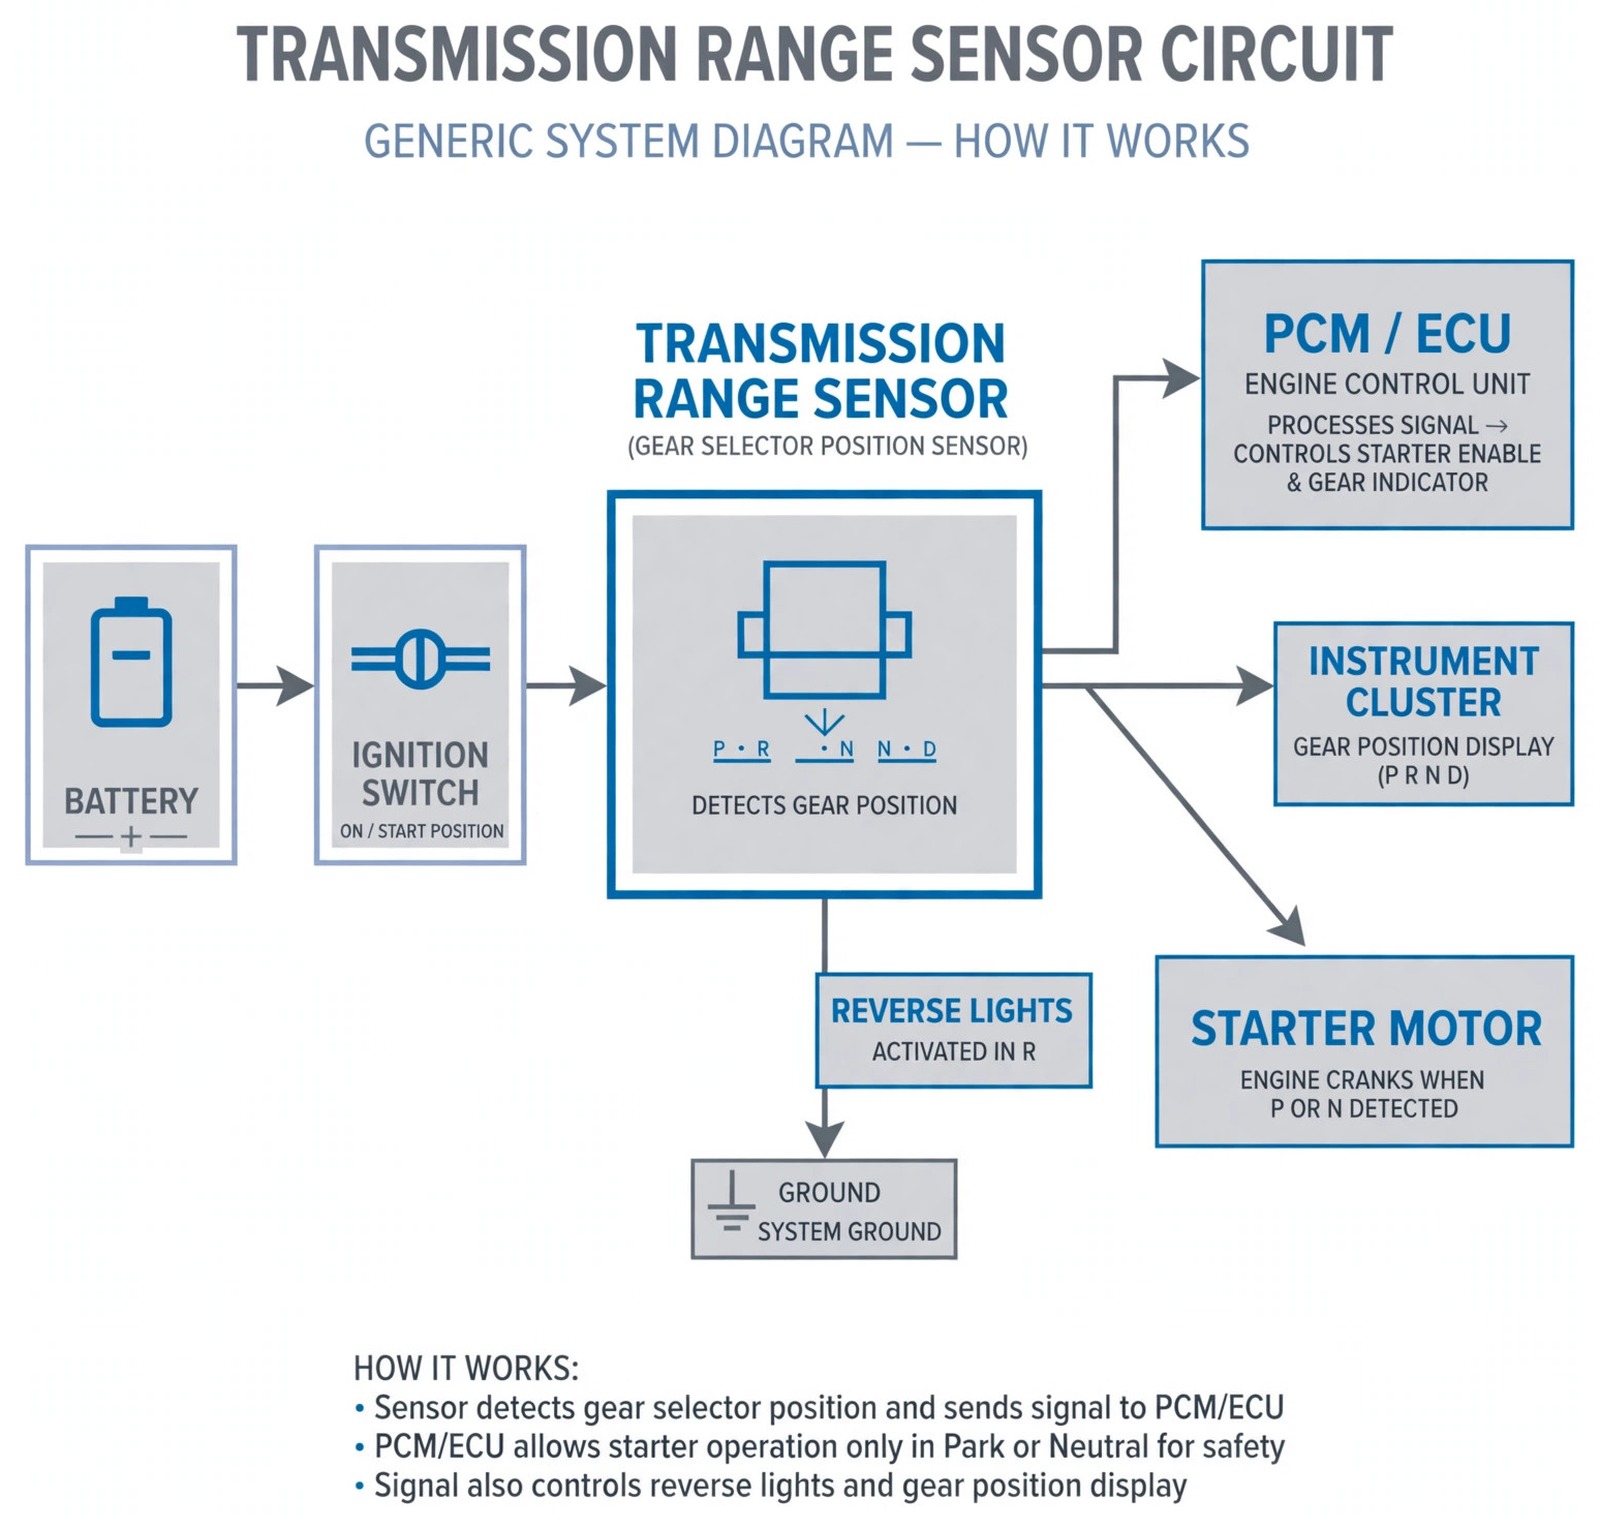 TRANSMISSION RANGE SENSOR CIRCUIT
GENERIC SYSTEM DIAGRAM — HOW IT WORKS
TRANSMISSION
RANGE SENSOR
(GEAR SELECTOR POSITION SENSOR)
PCM / ECU
ENGINE CONTROL UNIT
PROCESSES SIGNAL →
CONTROLS STARTER ENABLE
& GEAR INDICATOR
BATTERY
— + —
IGNITION
SWITCH
ON / START POSITION
P • R • N N • D
DETECTS GEAR POSITION
INSTRUMENT
CLUSTER
GEAR POSITION DISPLAY
(P R N D)
REVERSE LIGHTS
ACTIVATED IN R
STARTER MOTOR
ENGINE CRANKS WHEN
P OR N DETECTED
GROUND
SYSTEM GROUND
HOW IT WORKS:
• Sensor detects gear selector position and sends signal to PCM/ECU
• PCM/ECU allows starter operation only in Park or Neutral for safety
• Signal also controls reverse lights and gear position display